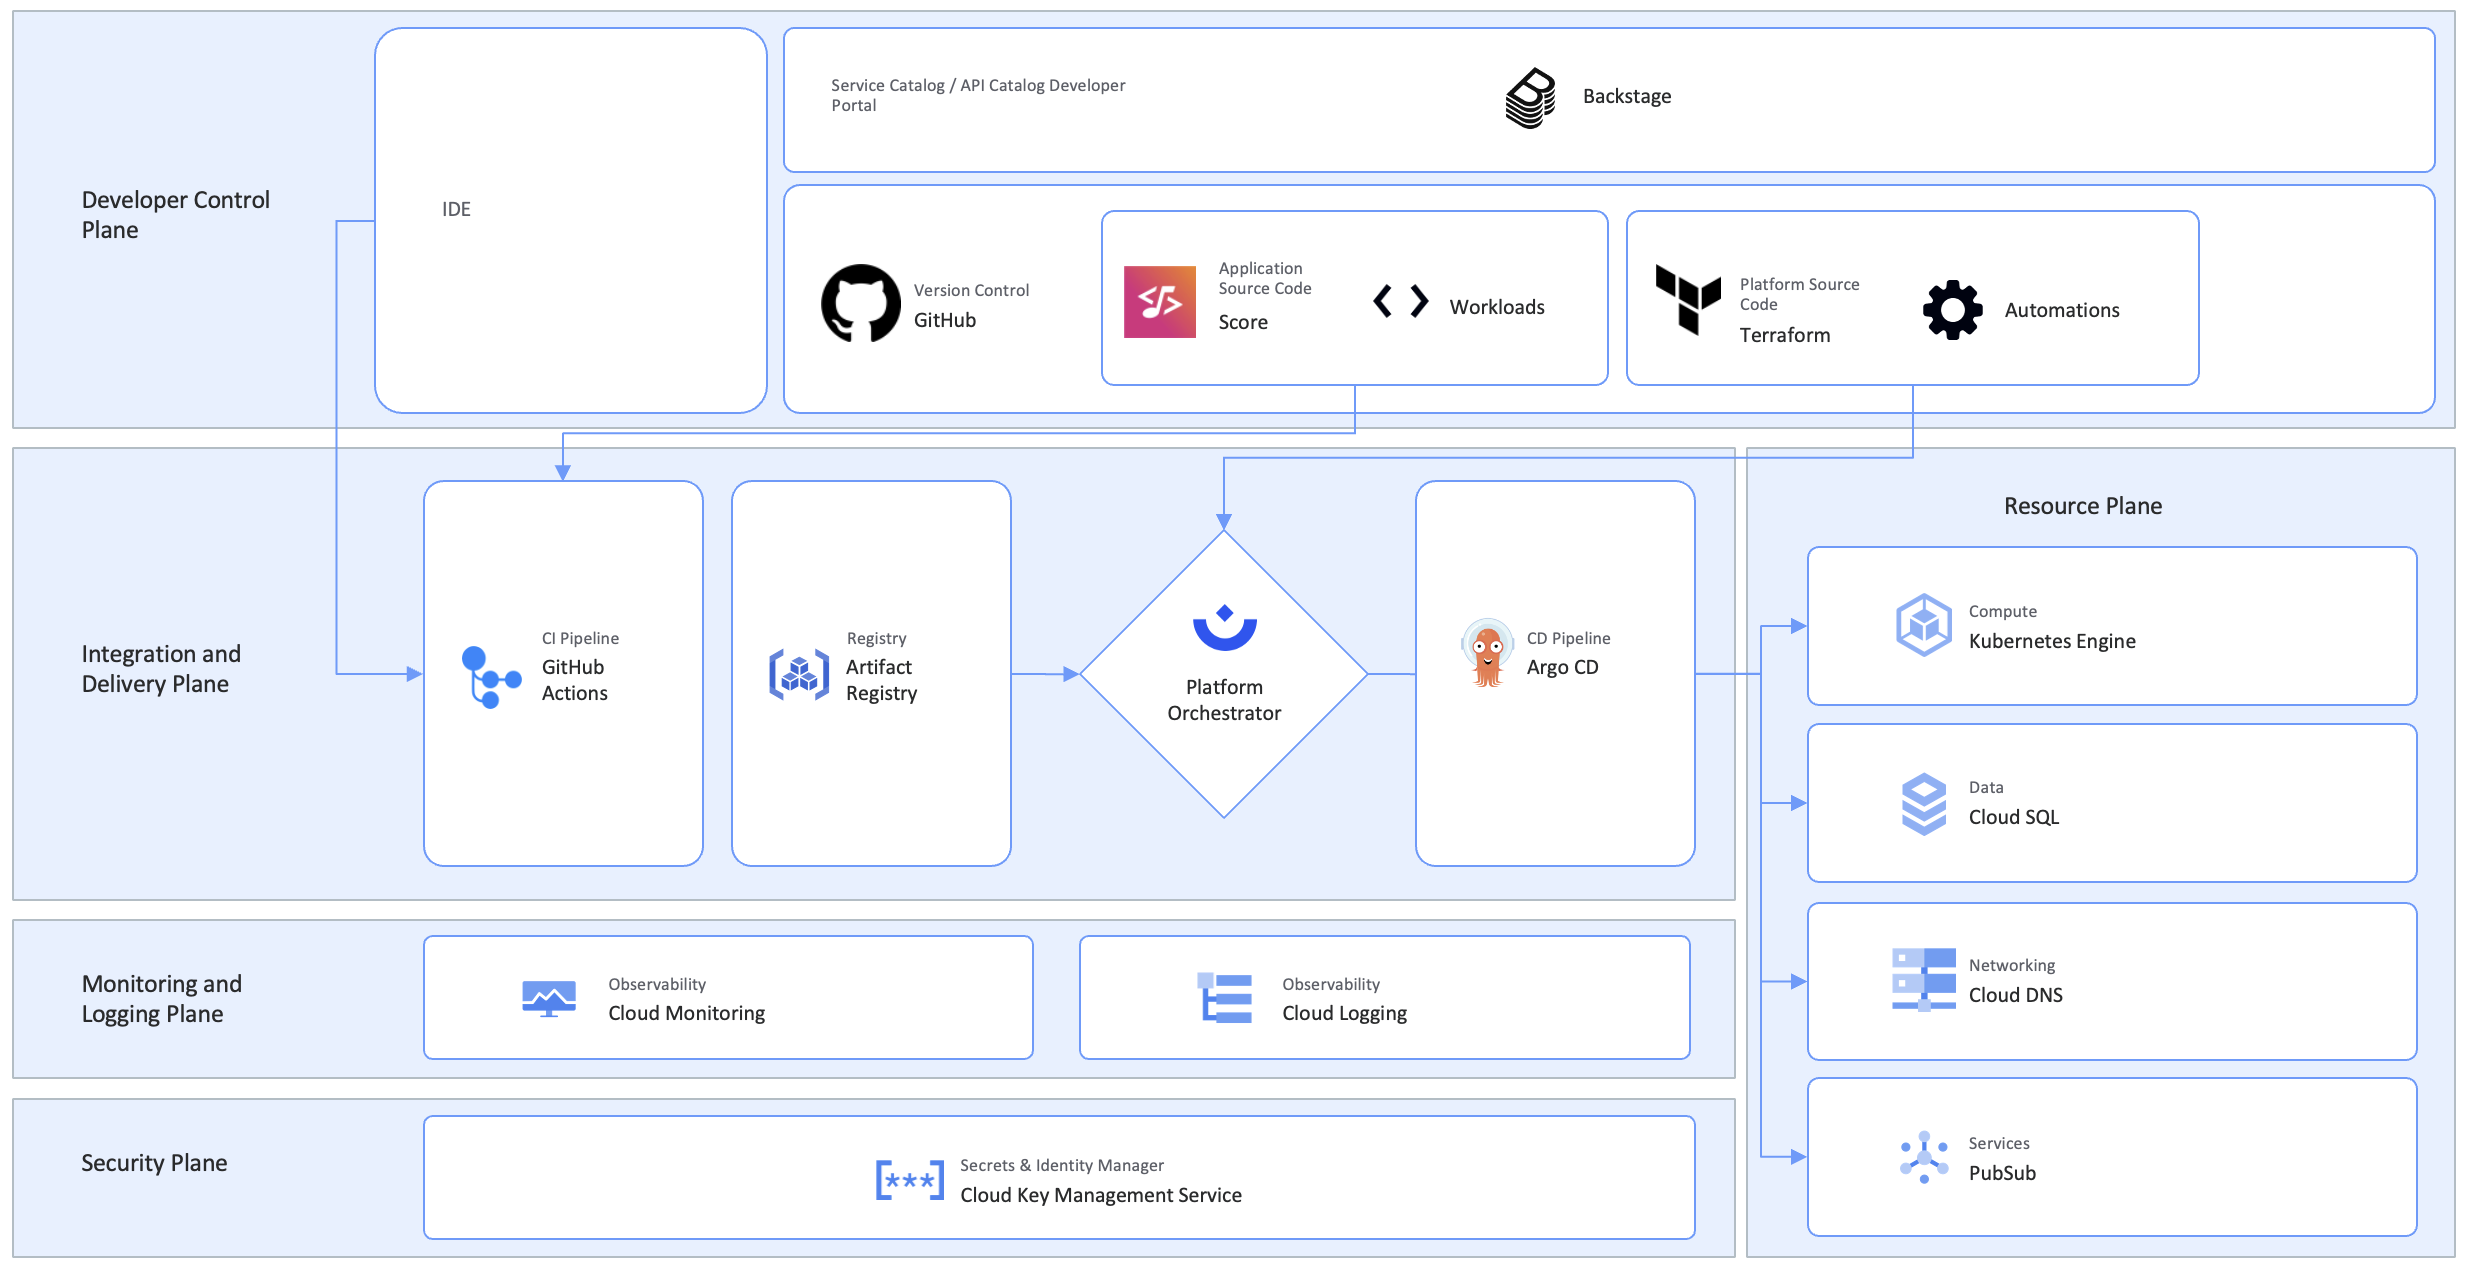 Developer Control
Plane
IDE
Service Catalog / API Catalog Developer
Portal
Backstage
Version Control
GitHub
Application
Source Code
Score
Workloads
Platform Source
Code
Terraform
Automations
Integration and
Delivery Plane
CI Pipeline
GitHub
Actions
Registry
Artifact
Registry
Platform
Orchestrator
CD Pipeline
Argo CD
Resource Plane
Compute
Kubernetes Engine
Data
Cloud SQL
Networking
Cloud DNS
Services
PubSub
Monitoring and
Logging Plane
Observability
Cloud Monitoring
Observability
Cloud Logging
Security Plane
[***]
Secrets & Identity Manager
Cloud Key Management Service